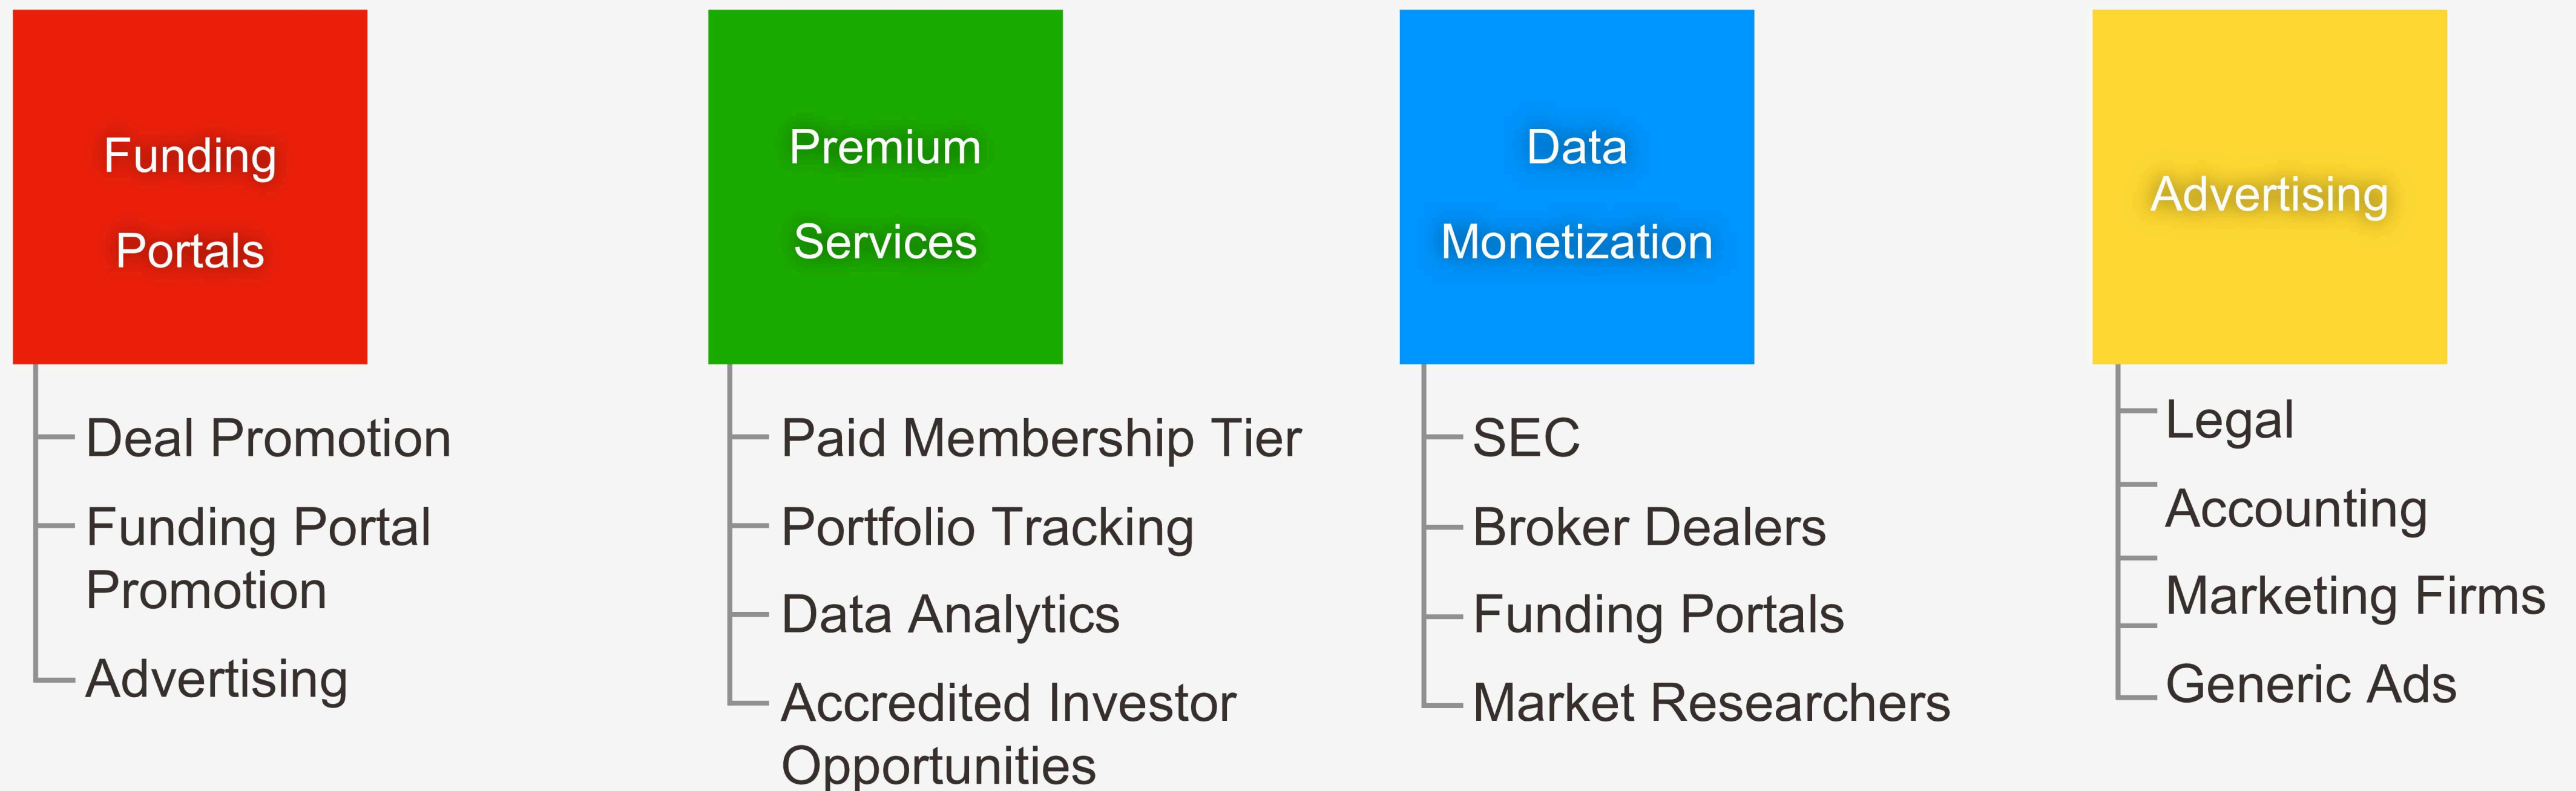 Funding
Portals
Deal Promotion
Funding Portal
Promotion
Advertising
Premium
Services
Paid Membership Tier
Portfolio Tracking
Data Analytics
Accredited Investor
Opportunities
Data
Monetization
SEC
Broker Dealers
Funding Portals
Market Researchers
Advertising
Legal
Accounting
Marketing Firms
Generic Ads